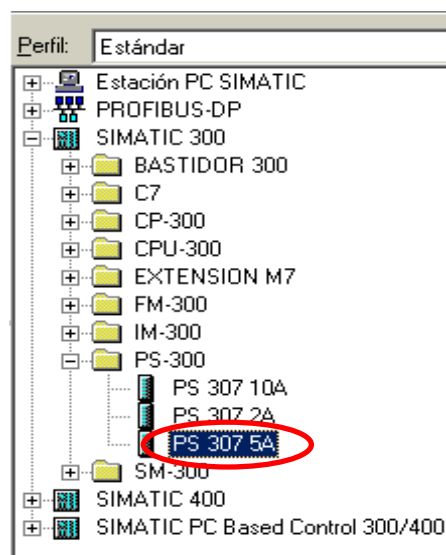 Perfil: Estándar
Estación PC SIMATIC
PROFIBUS-DP
SIMATIC 300
BASTIDOR 300
C7
CP-300
CPU-300
EXTENSION M7
FM-300
IM-300
PS-300
PS 307 10A
PS 307 2A
PS 307 5A
SM-300
SIMATIC 400
SIMATIC PC Based Control 300/400